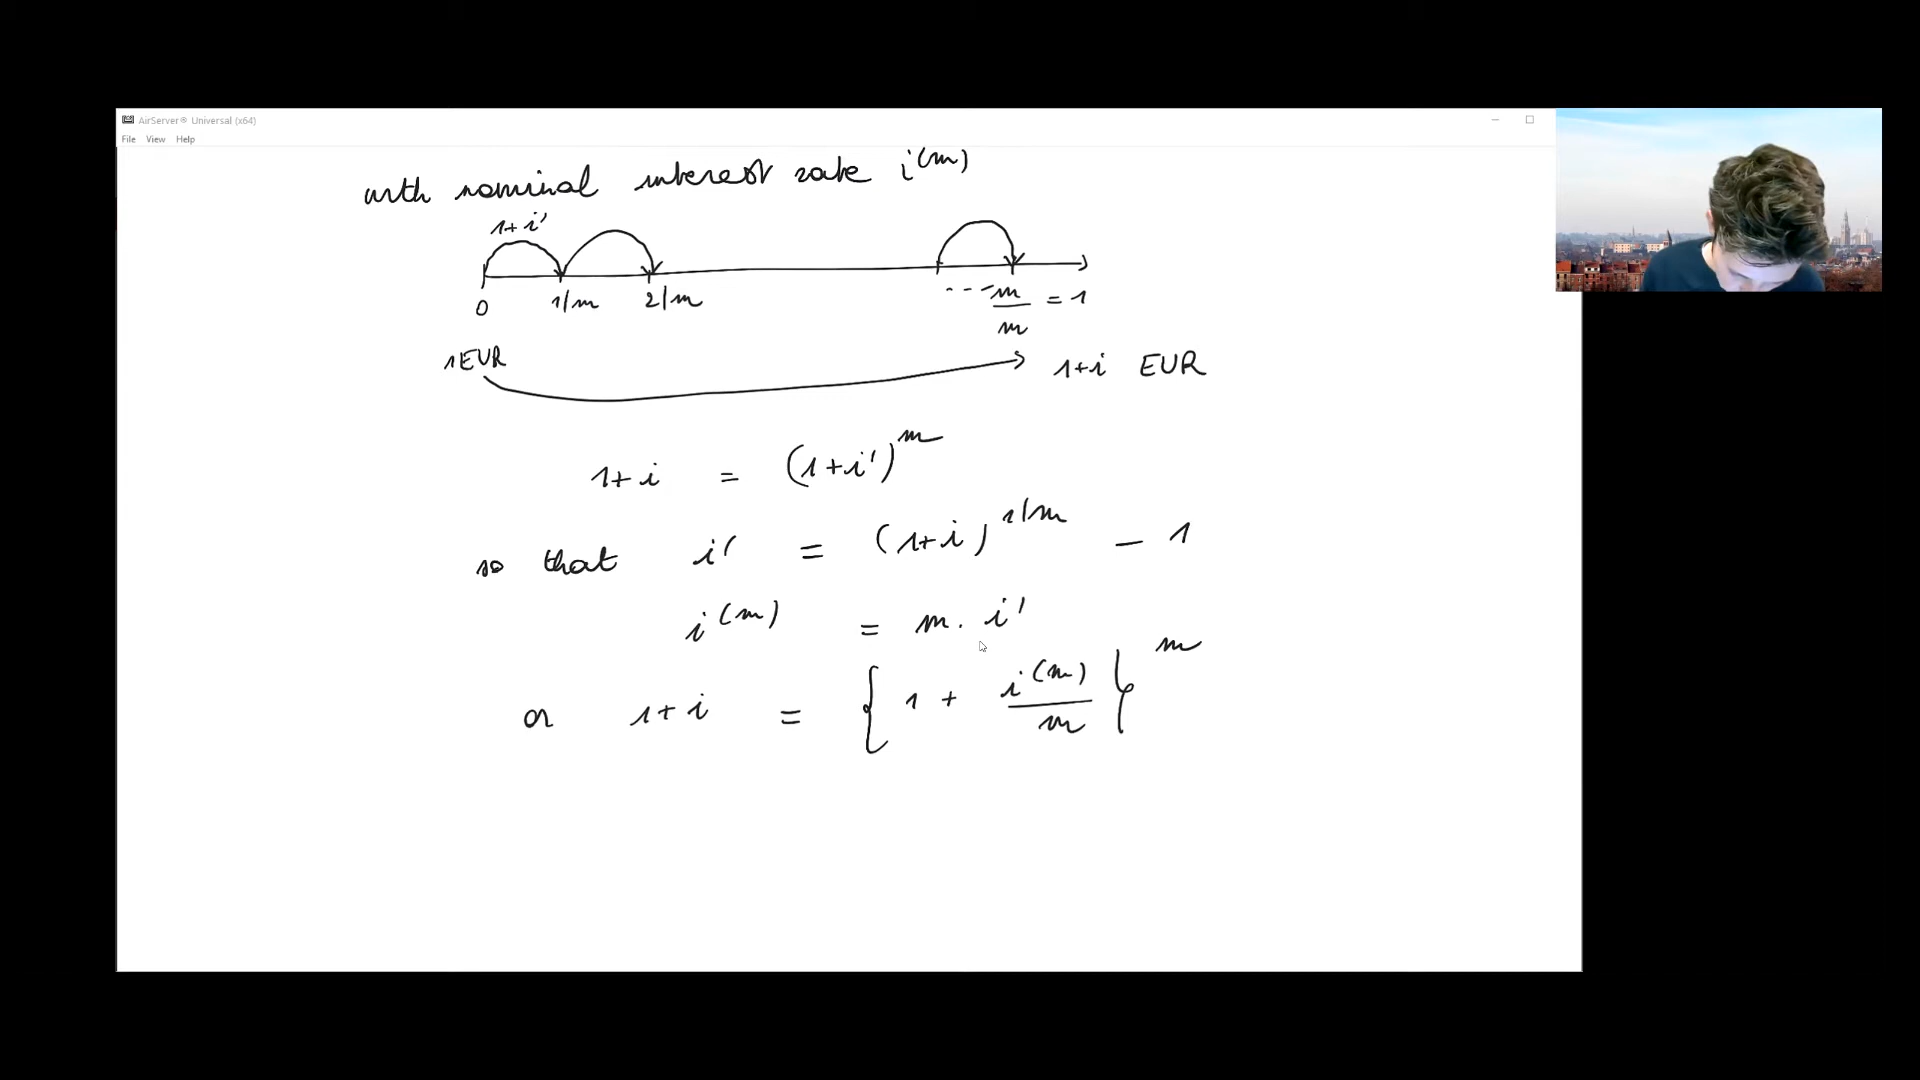 AirServer® Universal (x64)
File View Help
with nominal interest rate i^(m)
1+i'
0 1/m 2/m ---m/m = 1
1EUR 1+i EUR
1+i = (1+i')^m
so that i' = (1+i)^1/m - 1
i^(m) = m. i'
or 1+i = {1 + i^(m)/m}^m